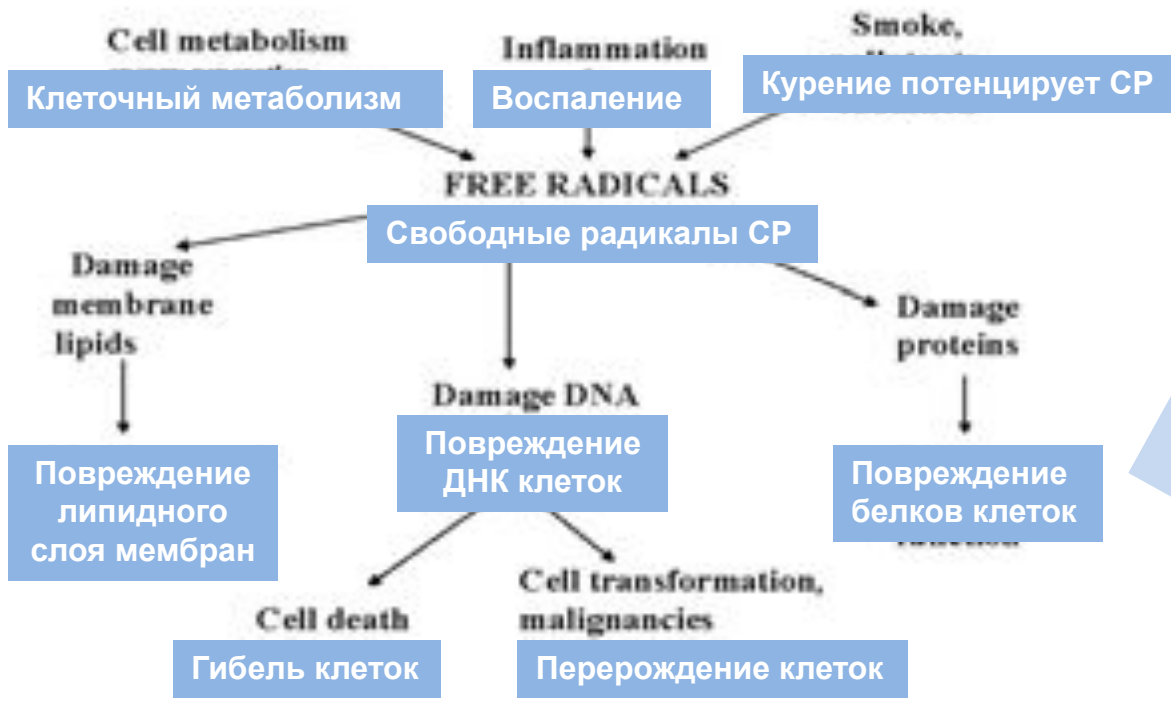 Cell metabolism
Inflammation
Smoke,
Клеточный метаболизм
Воспаление
Курение потенцирует СР
FREE RADICALS
Свободные радикалы СР
Damage
membrane
lipids
Damage
proteins
Damage DNA
Повреждение
ДНК клеток
Повреждение
липидного
слоя мембран
Повреждение
белков клеток
Cell transformation,
malignancies
Cell death
Гибель клеток
Перерождение клеток